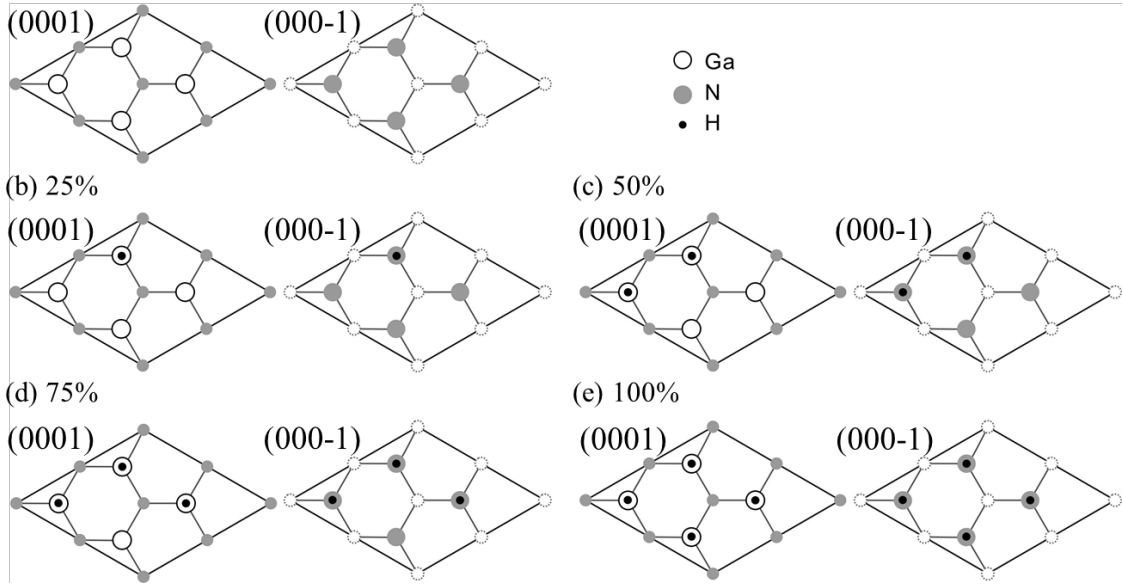 (0001) (000-1)
Ga
N
H
(b) 25% (c) 50%
(0001) (000-1) (0001) (000-1)
(d) 75% (e) 100%
(0001) (000-1) (0001) (000-1)